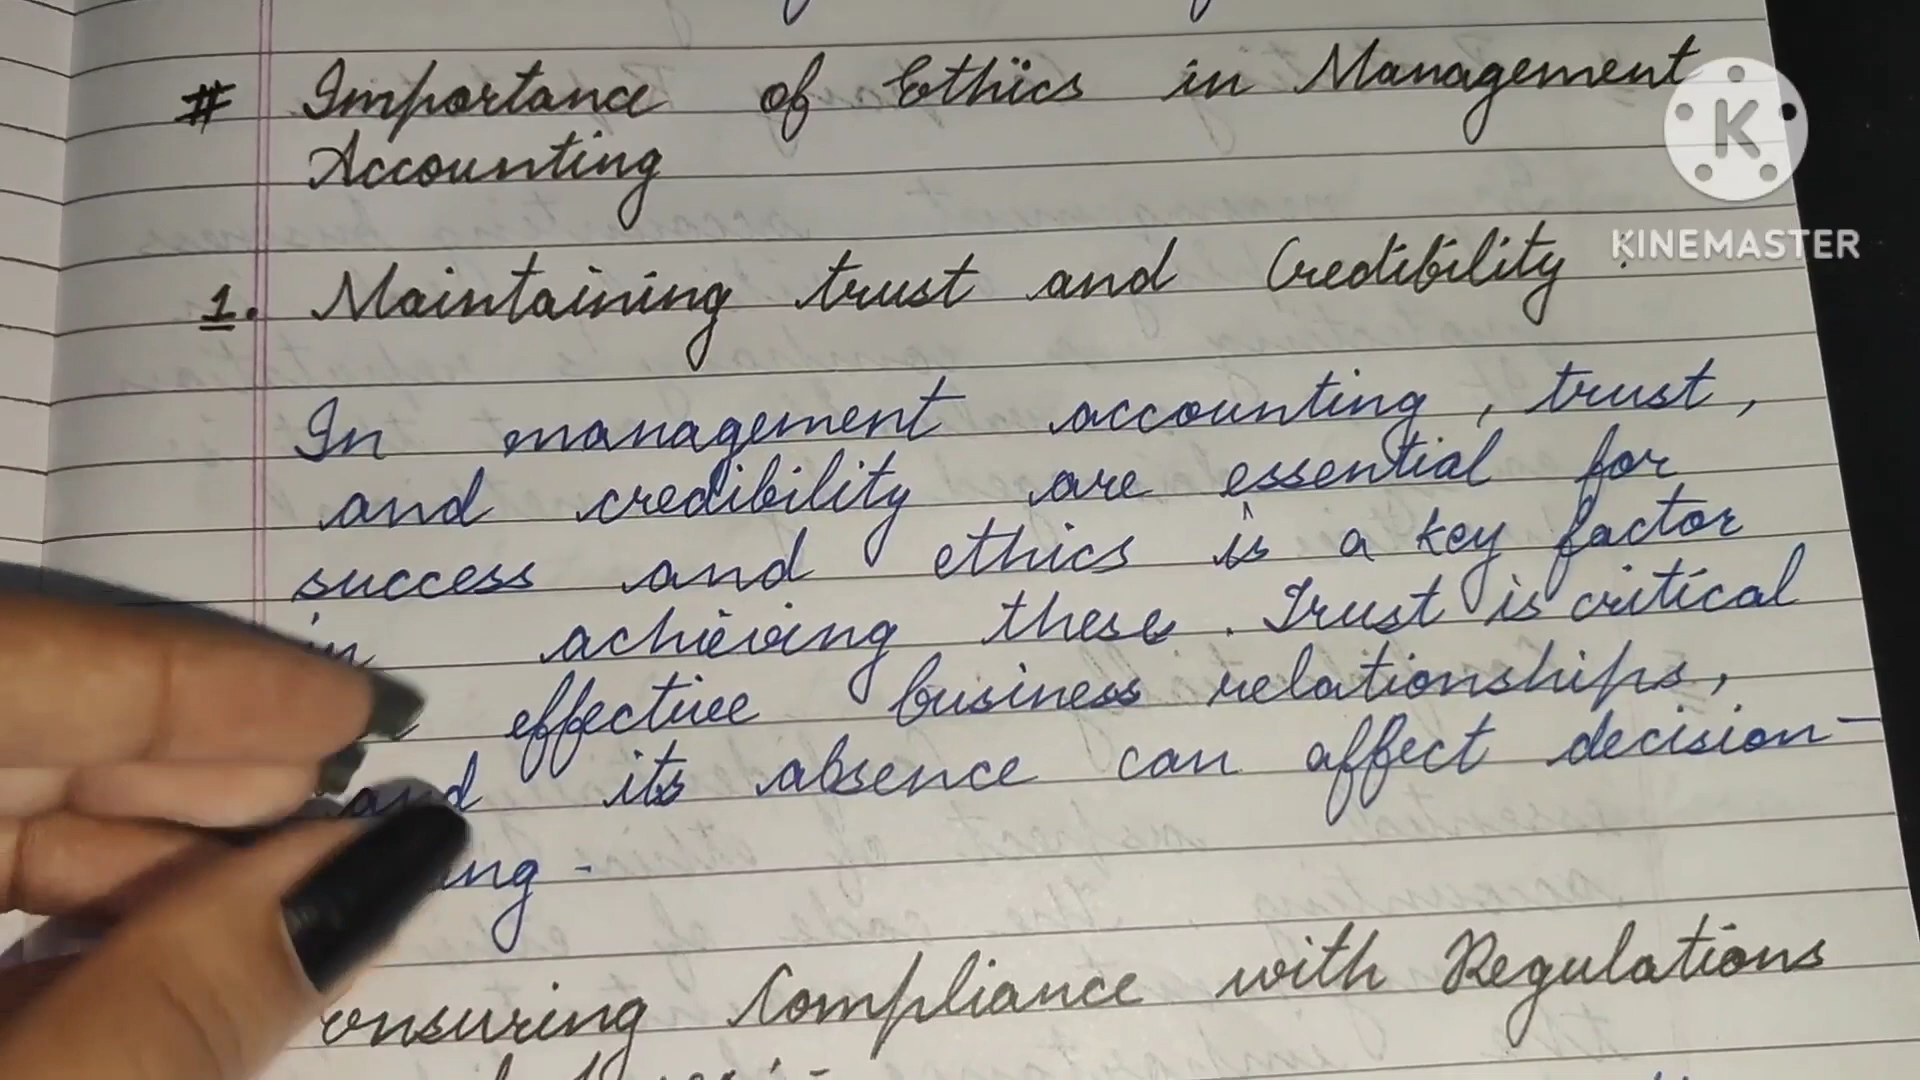 # Importance of Ethics in Management
Accounting
1. Maintaining trust and Credibility :
In management accounting, trust,
and credibility are essential for
success and ethics is a key factor
in achieving these. Trust is critical
effective business relationships,
and its absence can affect decision-
ensuring Compliance with Regulations
K
KINEMASTER